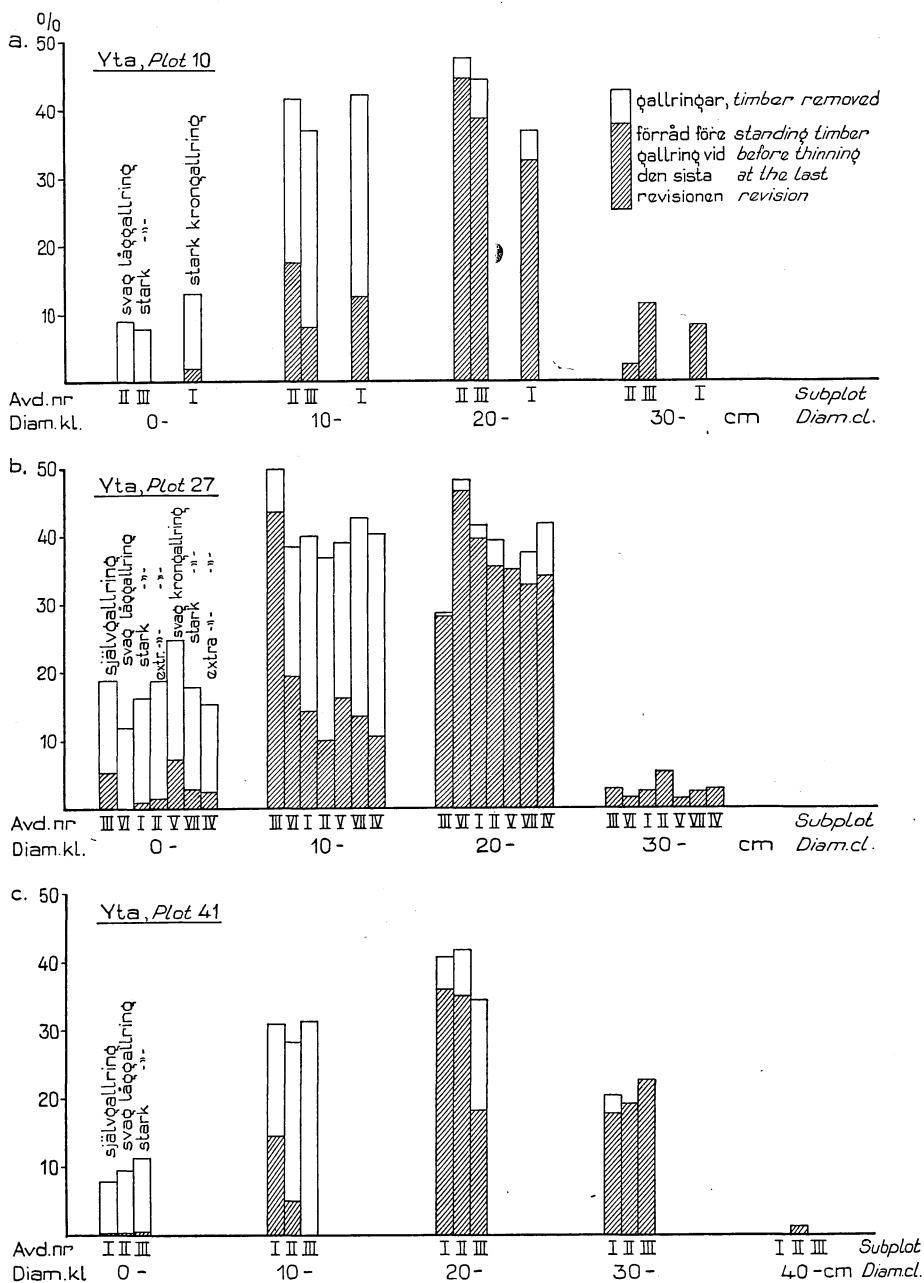 %
a. 50
Yta, Plot 10
40
30
20
10
svag låggallring
stark -"-
stark krongallring
gallringar, timber removed
förråd före standing timber
gallring vid before thinning
den sista at the last
revisionen revision
Avd.nr II III I II III I II III I II III I Subplot
Diam.kl. 0- 10- 20- 30- cm Diam.cl.
b. 50
Yta, Plot 27
40
30
20
10
självgallring
svag låggallring
stark -"-
extr. -"- -"-
svag krongallring
stark -"-
extra -"- -"-
Avd.nr III VI I II V VII IV III VI I II V VII IV III VI I II V VII IV III VI I II V VII IV Subplot
Diam.kl. 0- 10- 20- 30- cm Diam.cl.
c. 50
Yta, Plot 41
40
30
20
10
självgallring
svag låggallring
stark -"-
Avd.nr I II III I II III I II III I II III I II III Subplot
Diam.kl 0- 10- 20- 30- 40-cm Diam.cl.